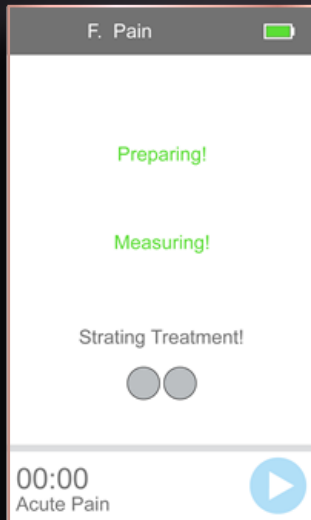 F. Pain
Preparing!
Measuring!
Strating Treatment!
00:00
Acute Pain